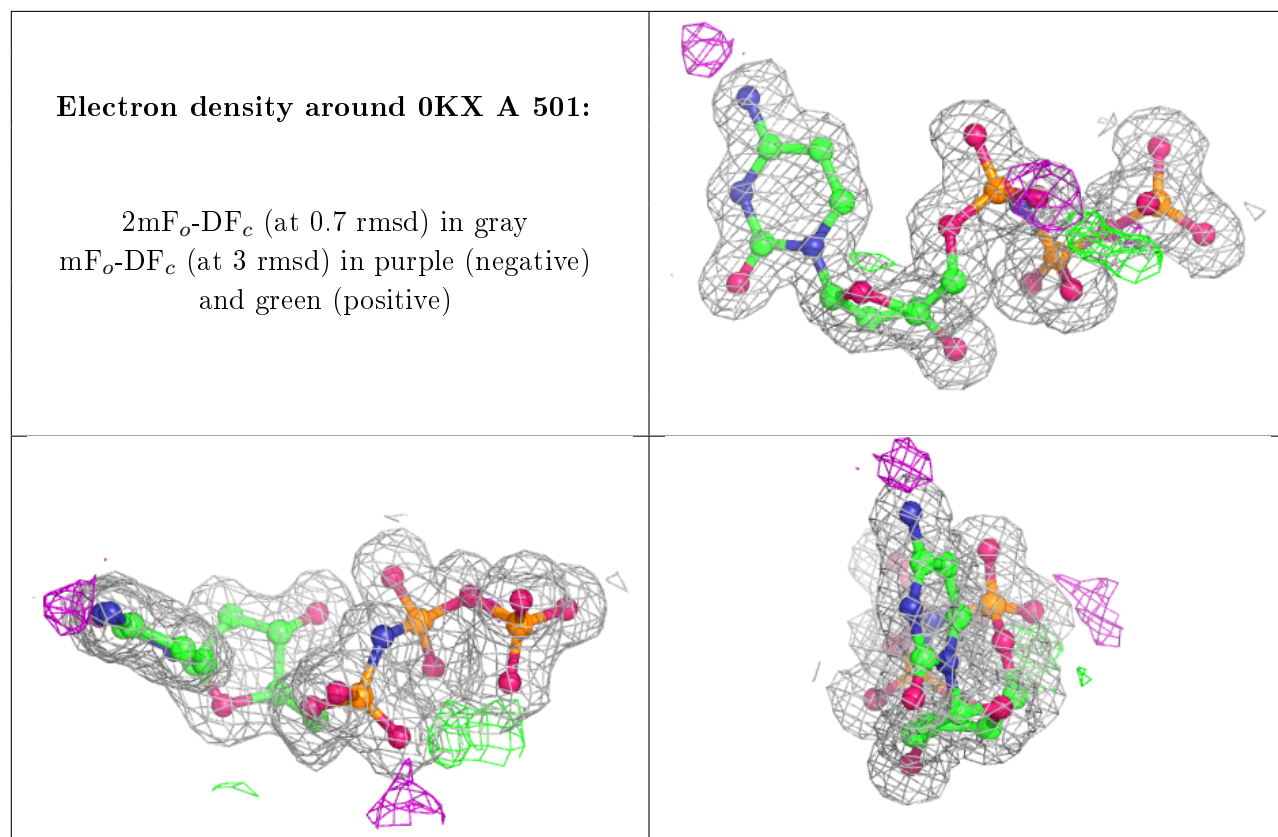 Electron density around 0KX A 501:
2mFₒ-DF𝒸 (at 0.7 rmsd) in gray
mFₒ-DF𝒸 (at 3 rmsd) in purple (negative)
and green (positive)